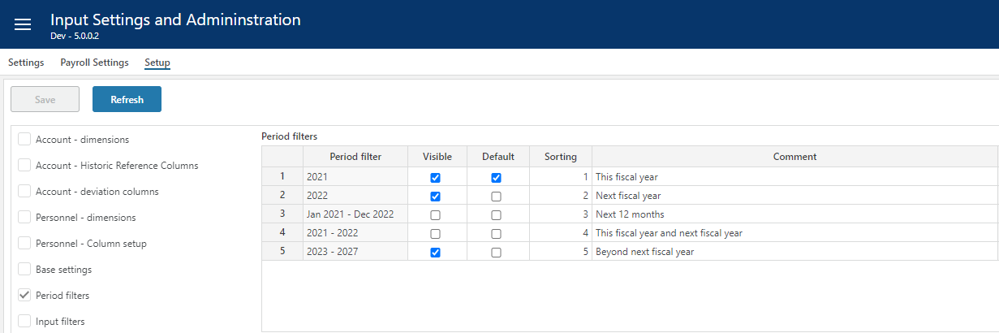 Input Settings and Admininstration
Dev - 5.0.0.2
Settings Payroll Settings Setup
Save Refresh
Account - dimensions
Account - Historic Reference Columns
Account - deviation columns
Personnel - dimensions
Personnel - Column setup
Base settings
Period filters
Input filters
Period filters
Period filter Visible Default Sorting Comment
1 2021 1 This fiscal year
2 2022 2 Next fiscal year
3 Jan 2021 - Dec 2022 3 Next 12 months
4 2021 - 2022 4 This fiscal year and next fiscal year
5 2023 - 2027 5 Beyond next fiscal year